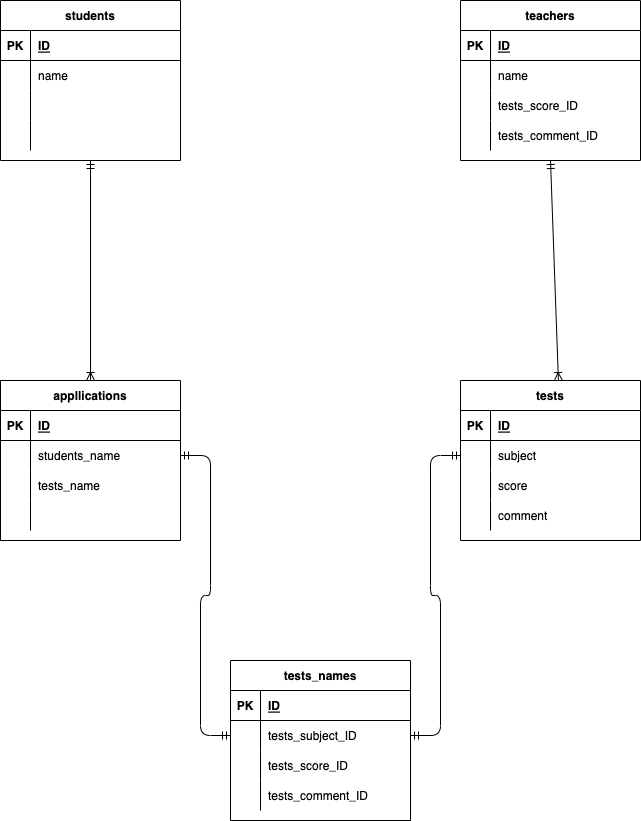 students
PK ID
name
teachers
PK ID
name
tests_score_ID
tests_comment_ID
appllications
PK ID
students_name
tests_name
tests
PK ID
subject
score
comment
tests_names
PK ID
tests_subject_ID
tests_score_ID
tests_comment_ID